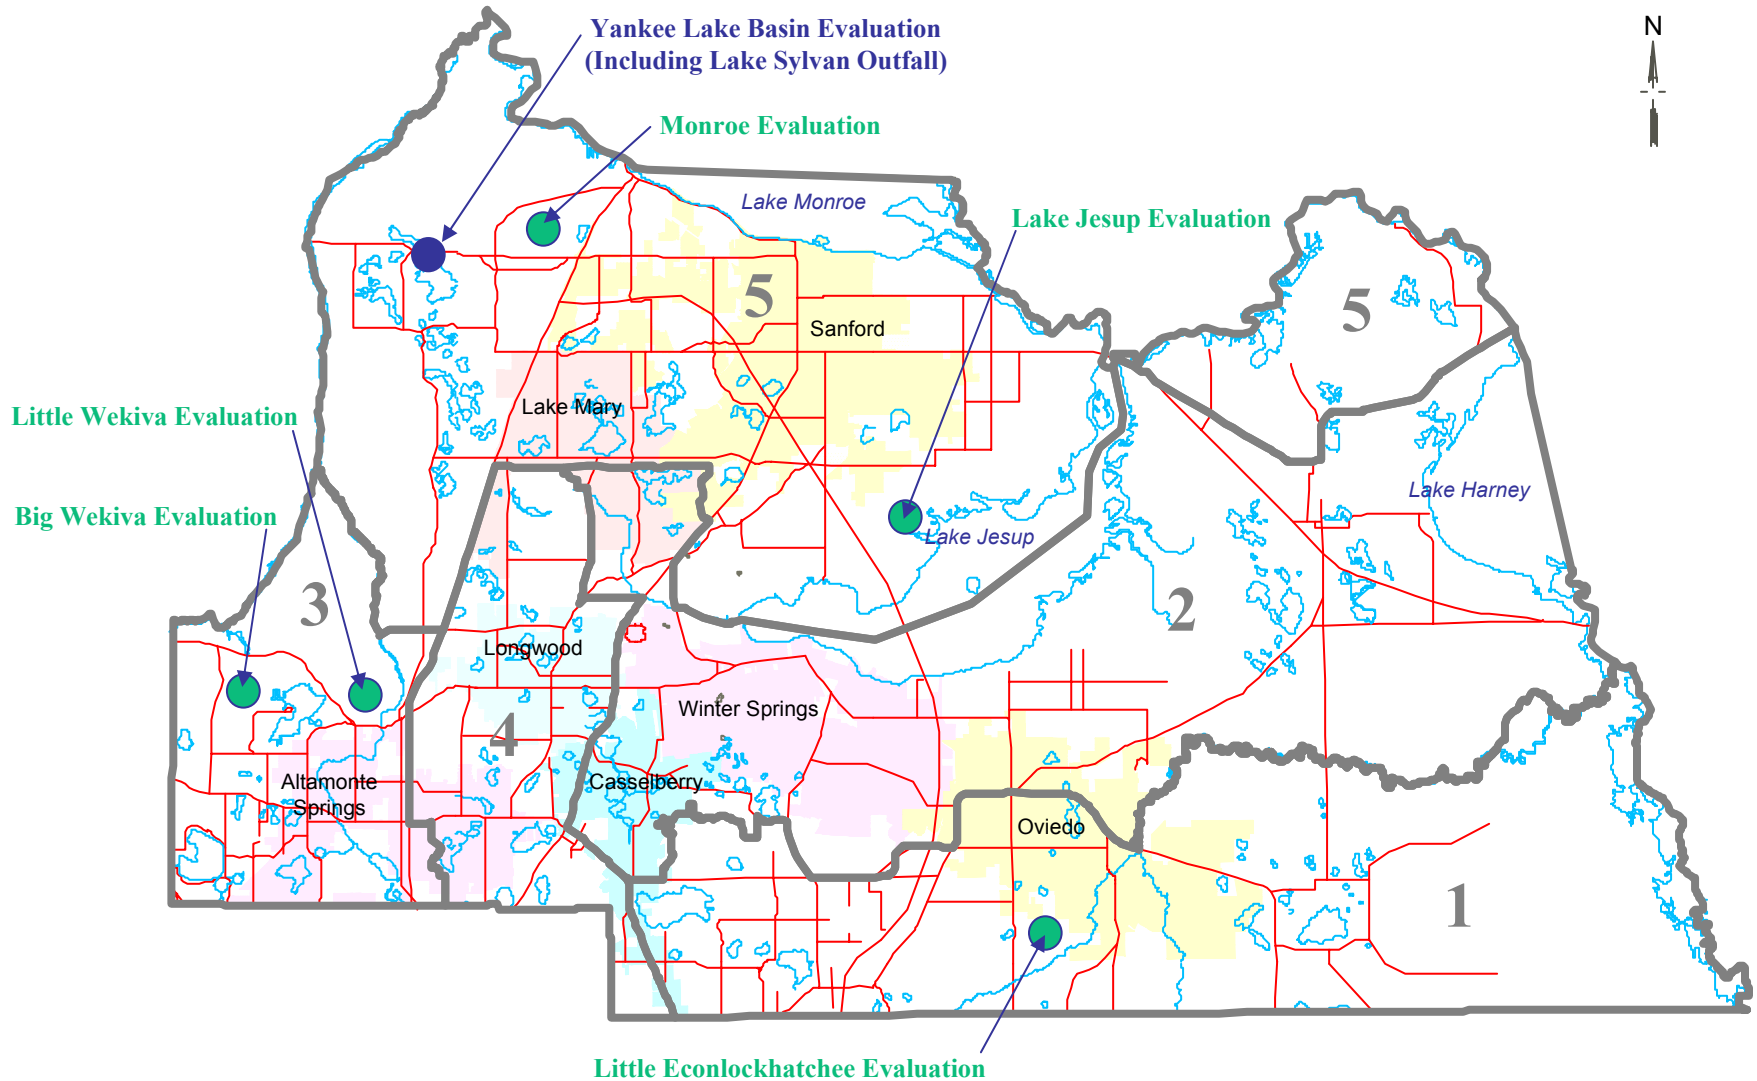 Yankee Lake Basin Evaluation
(Including Lake Sylvan Outfall)
N
Monroe Evaluation
Lake Monroe
Lake Jesup Evaluation
5
5
Sanford
Lake Mary
Little Wekiva Evaluation
Lake Harney
Big Wekiva Evaluation
Lake Jesup
3
2
Longwood
Winter Springs
4
Altamonte
Springs
Casselberry
Oviedo
1
Little Econlockhatchee Evaluation